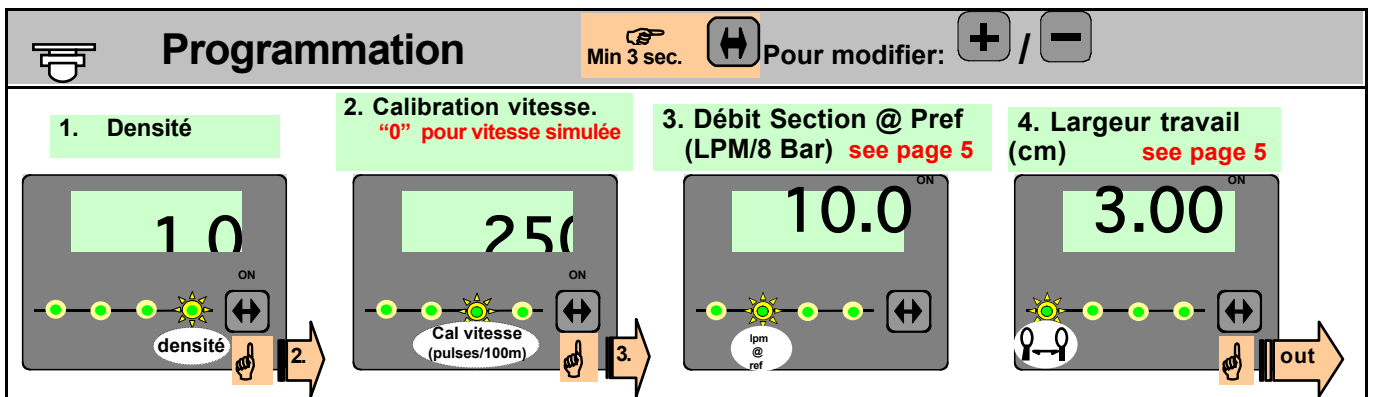 Programmation
Min 3 sec.
Pour modifier: + / −
1. Densité
1.0
ON
densité
2.
2. Calibration vitesse.
“0” pour vitesse simulée
250
ON
Cal vitesse
(pulses/100m)
3.
3. Débit Section @ Pref
(LPM/8 Bar) see page 5
ON
10.0
lpm
@
ref
4. Largeur travail
(cm) see page 5
ON
3.00
out